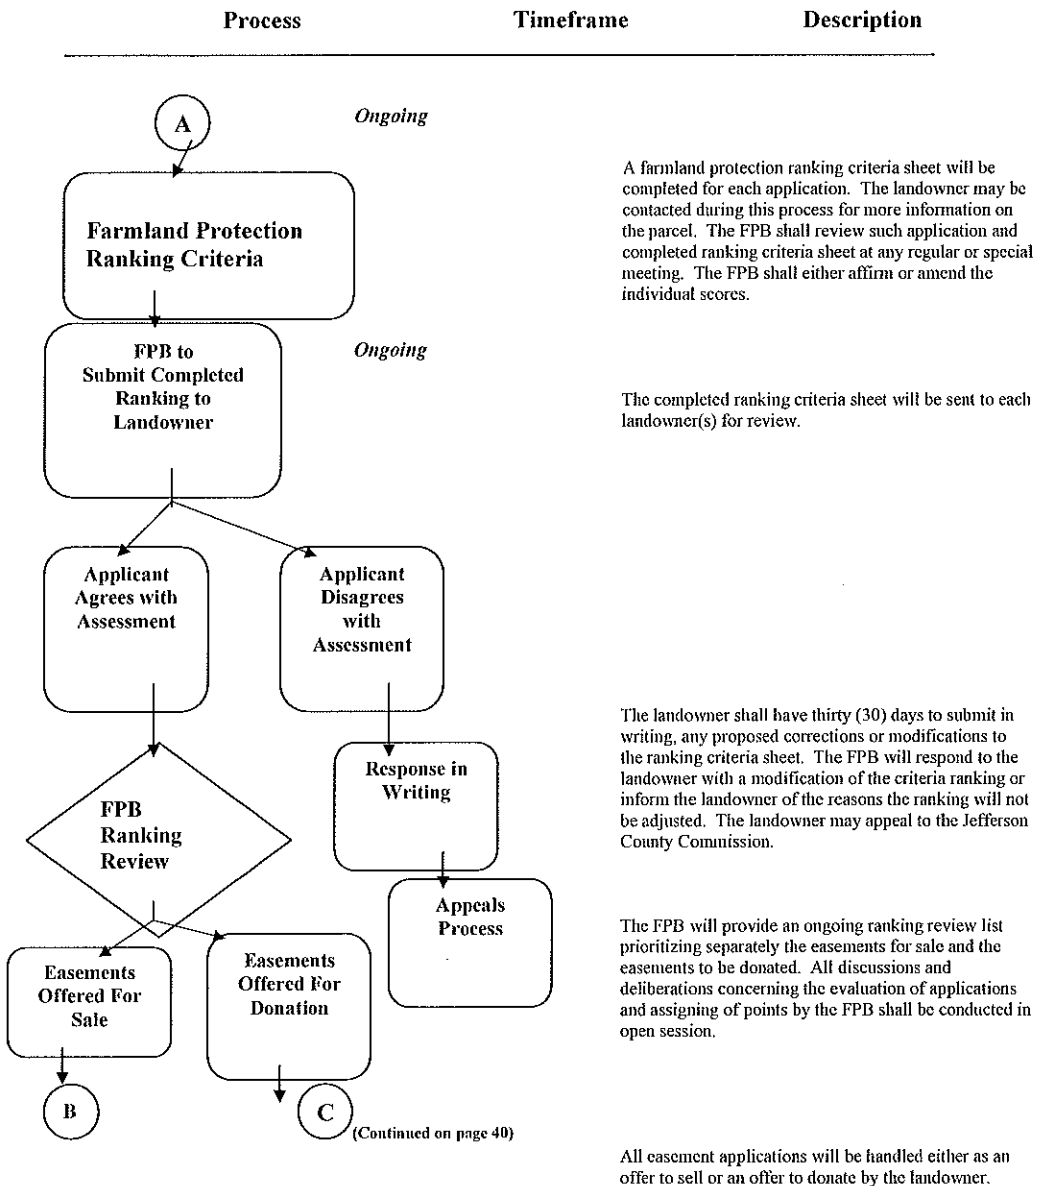 Process Timeframe Description
A
Ongoing
Farmland Protection
Ranking Criteria
A farmland protection ranking criteria sheet will be
completed for each application. The landowner may be
contacted during this process for more information on
the parcel. The FPB shall review such application and
completed ranking criteria sheet at any regular or special
meeting. The FPB shall either affirm or amend the
individual scores.
FPB to
Submit Completed
Ranking to
Landowner
Ongoing
The completed ranking criteria sheet will be sent to each
landowner(s) for review.
Applicant
Agrees with
Assessment
Applicant
Disagrees
with
Assessment
The landowner shall have thirty (30) days to submit in
writing, any proposed corrections or modifications to
the ranking criteria sheet. The FPB will respond to the
landowner with a modification of the criteria ranking or
inform the landowner of the reasons the ranking will not
be adjusted. The landowner may appeal to the Jefferson
County Commission.
Response in
Writing
FPB
Ranking
Review
Appeals
Process
The FPB will provide an ongoing ranking review list
prioritizing separately the easements for sale and the
easements to be donated. All discussions and
deliberations concerning the evaluation of applications
and assigning of points by the FPB shall be conducted in
open session.
Easements
Offered For
Sale
Easements
Offered For
Donation
B
C
(Continued on page 40)
All easement applications will be handled either as an
offer to sell or an offer to donate by the landowner.